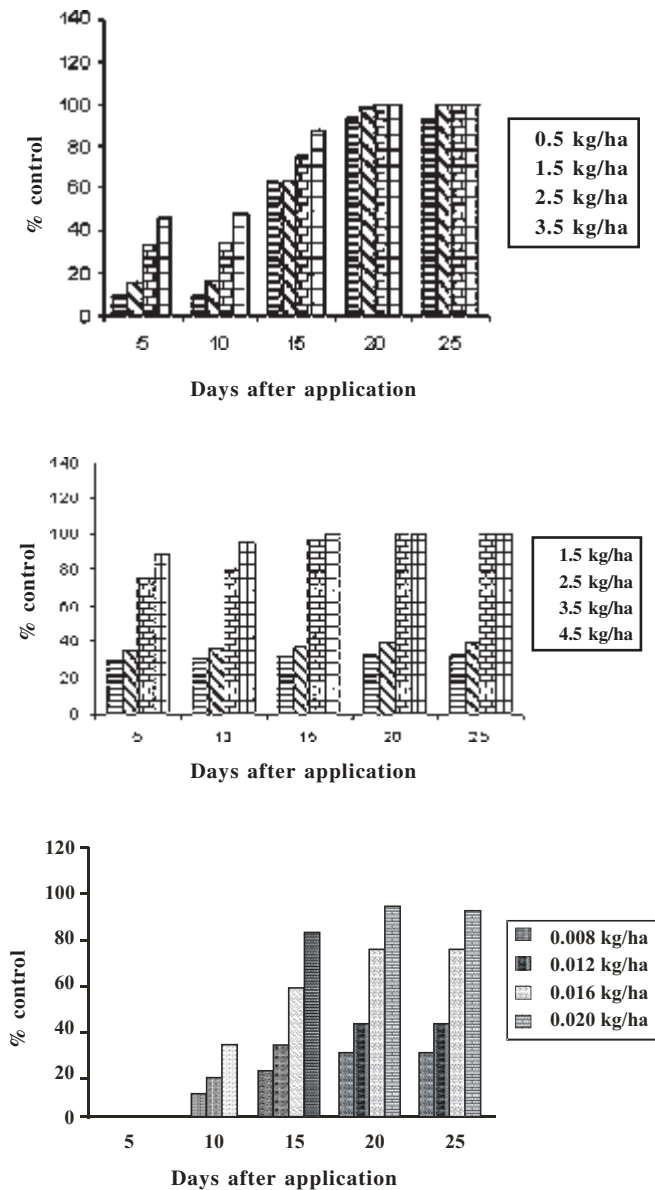 140
120
100
80
60
40
20
0
% control
5 10 15 20 25
Days after application
0.5 kg/ha
1.5 kg/ha
2.5 kg/ha
3.5 kg/ha
140
120
100
80
60
40
20
0
% control
5 10 15 20 25
Days after application
1.5 kg/ha
2.5 kg/ha
3.5 kg/ha
4.5 kg/ha
120
100
80
60
40
20
0
% control
5 10 15 20 25
Days after application
0.008 kg/ha
0.012 kg/ha
0.016 kg/ha
0.020 kg/ha